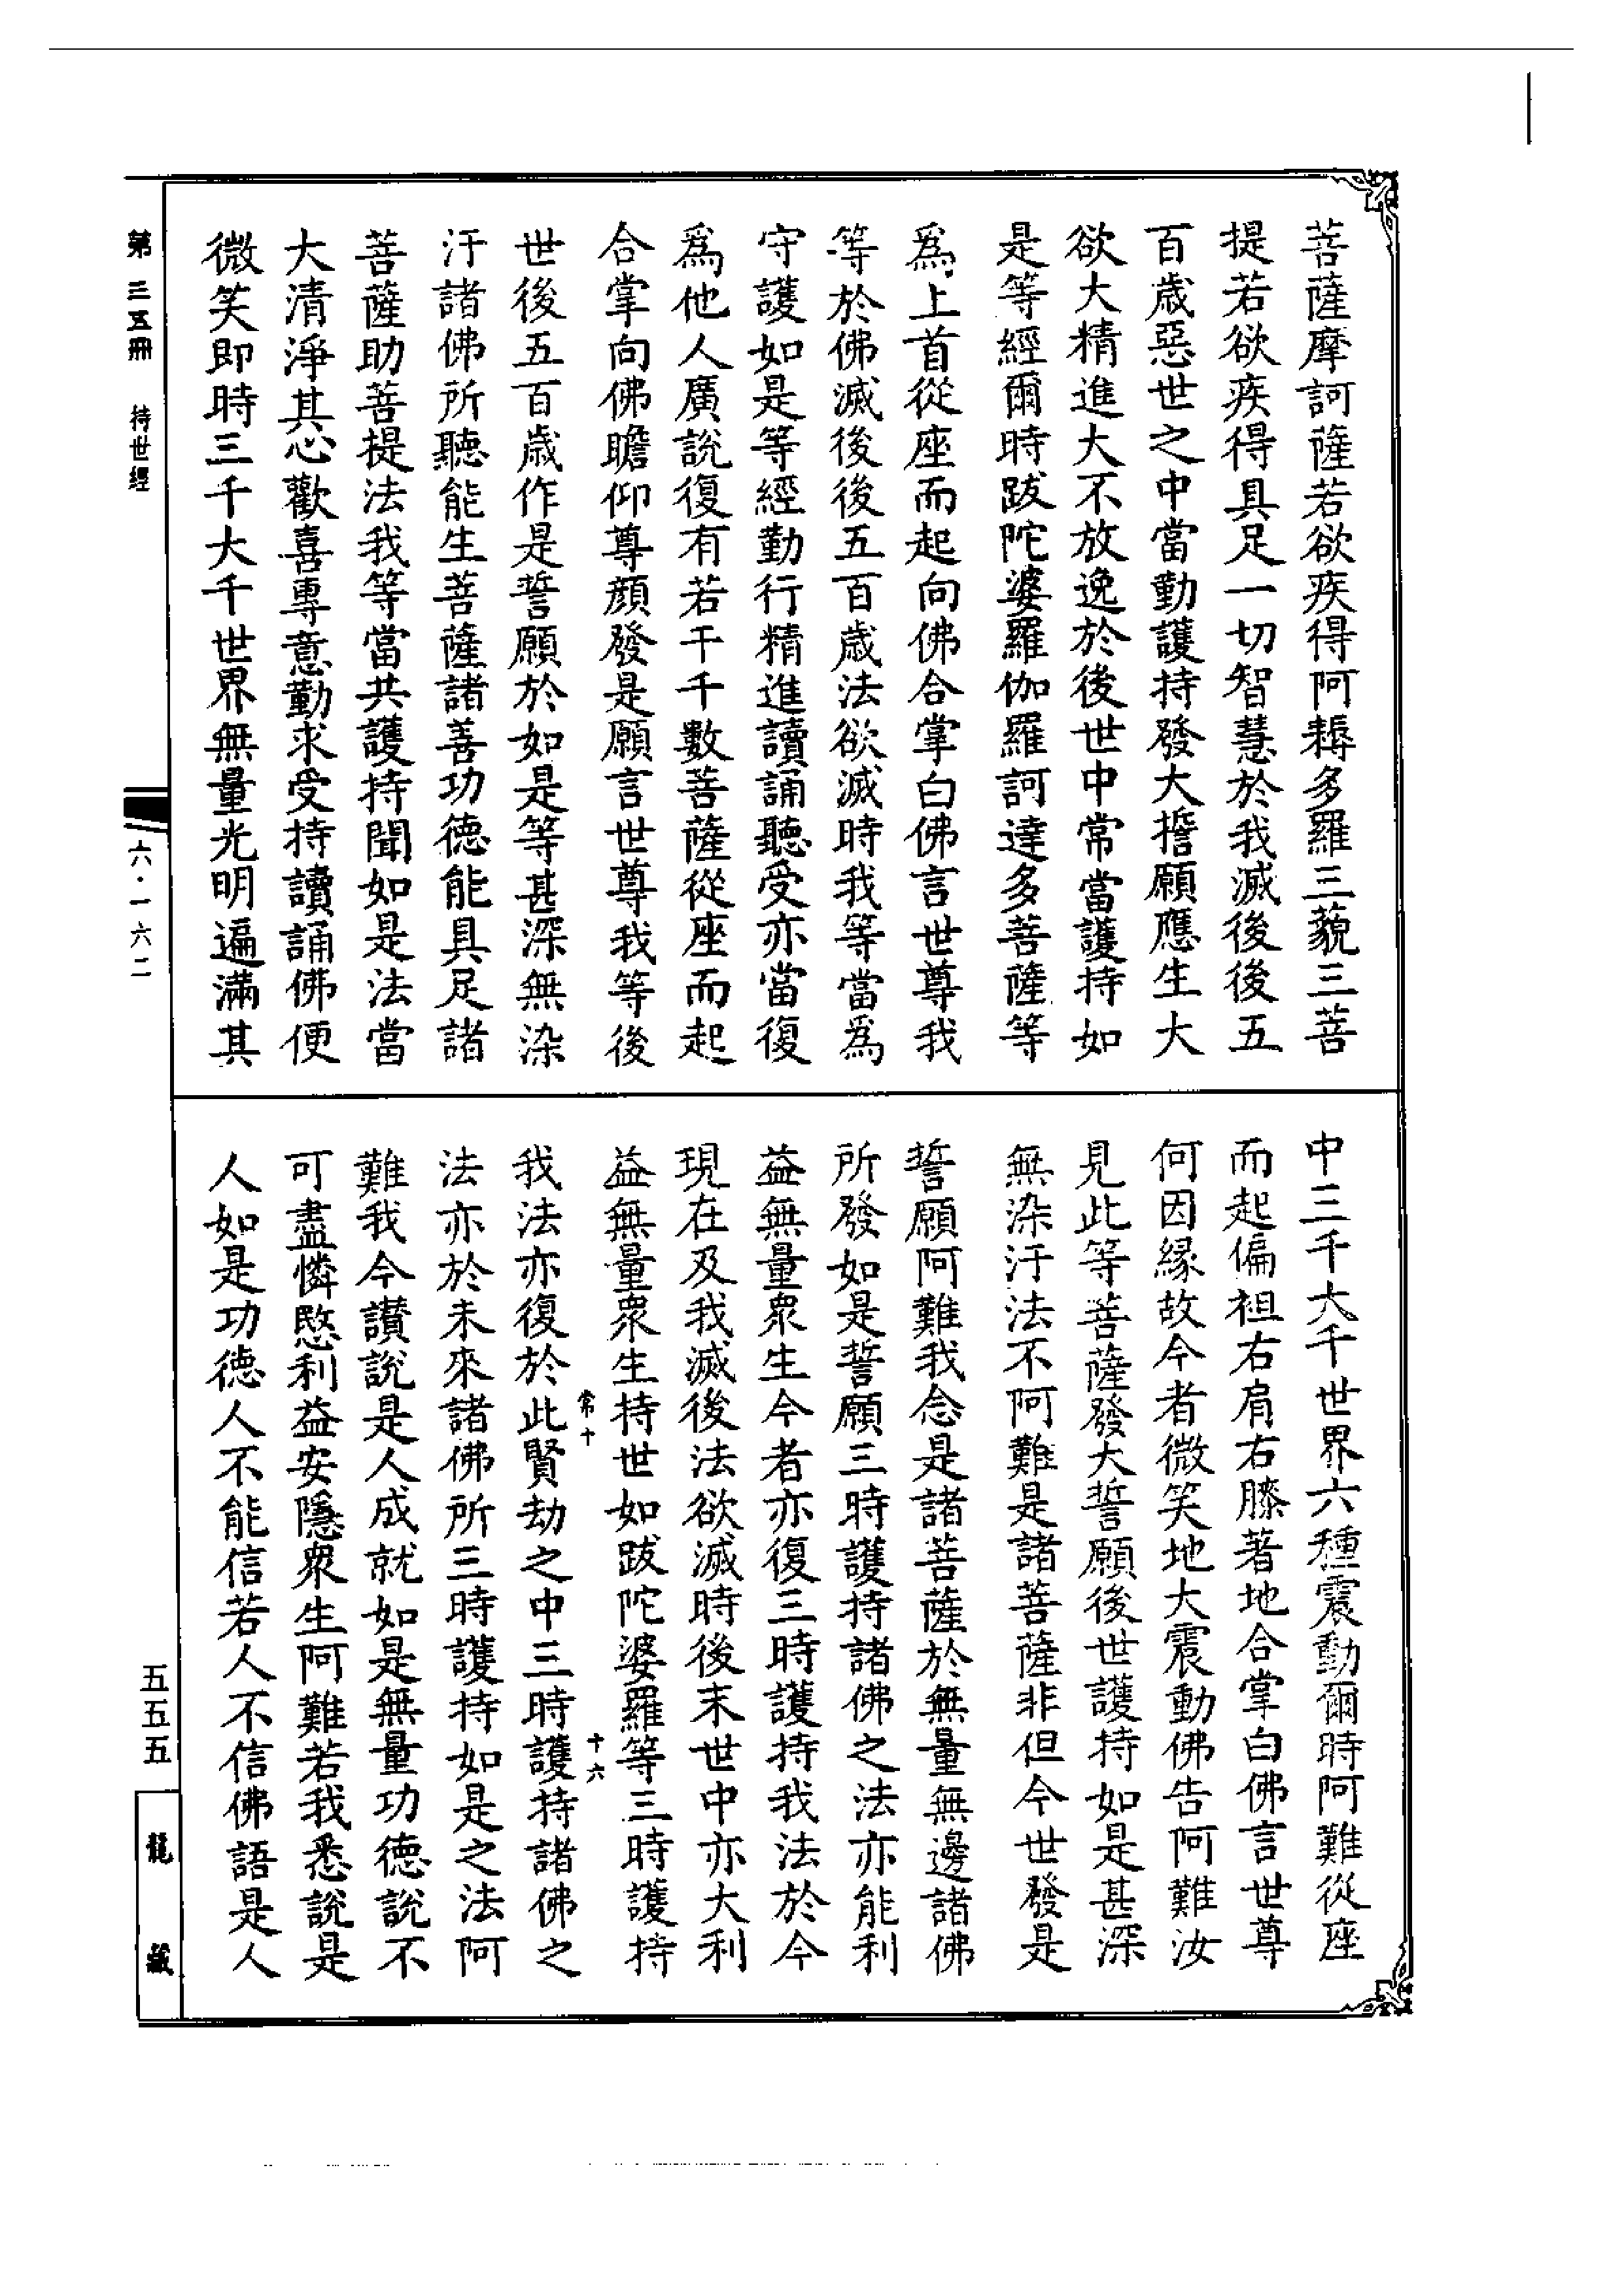 菩薩摩訶薩若欲疾得阿耨多羅三藐三菩
提若欲疾得具足一切智慧於我滅後後五
百歲惡世之中當勤護持發大誓願應生大
欲大精進大不放逸於後世中常當護持如
是等經爾時跋陀婆羅伽羅訶達多菩薩等
爲上首從座而起向佛合掌白佛言世尊我
等於佛滅後後五百歲法欲滅時我等當爲
守護如是等經勤行精進讀誦聽受亦當復
爲他人廣說復有若干千數菩薩從座而起
合掌向佛瞻仰尊顏發是願言世尊我等後
世後五百歲作是誓願於如是等甚深無染
汙諸佛所聽能生菩薩諸善功德能具足諸
菩薩助菩提法我等當共護持聞如是法當
大清淨其心歡喜專意勤求受持讀誦佛便
微笑即時三千大千世界無量光明遍滿其
中三千大千世界六種震動爾時阿難從座
而起偏袒右肩右膝著地合掌白佛言世尊
何因緣故今者微笑地大震動佛告阿難汝
見此等菩薩發大誓願後世護持如是甚深
無染汙法不阿難是諸菩薩非但今世發是
誓願阿難我念是諸菩薩於無量無邊諸佛
所發如是誓願三時護持諸佛之法亦能利
益無量衆生今者亦復三時護持我法於今
現在及我滅後法欲滅時後末世中亦大利
益無量衆生持世如跋陀婆羅等三時護持
常十
十六
我法亦復於此賢劫之中三時護持諸佛之
法亦於未來諸佛所三時護持如是之法阿
難我今讚說是人成就如是無量功德說不
可盡憐愍利益安隱衆生阿難若我悉說是
人如是功德人不能信若人不信佛語是人
第三五冊 持世經
六·一六二
五五五
龍藏